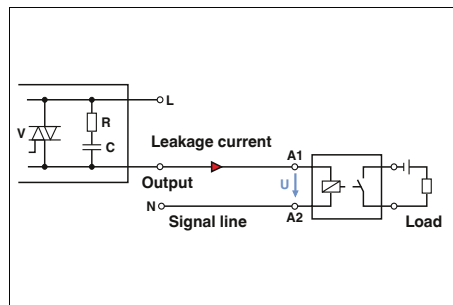 L
V
R
C
Leakage current
A1
Output
U
N
Signal line
A2
Load